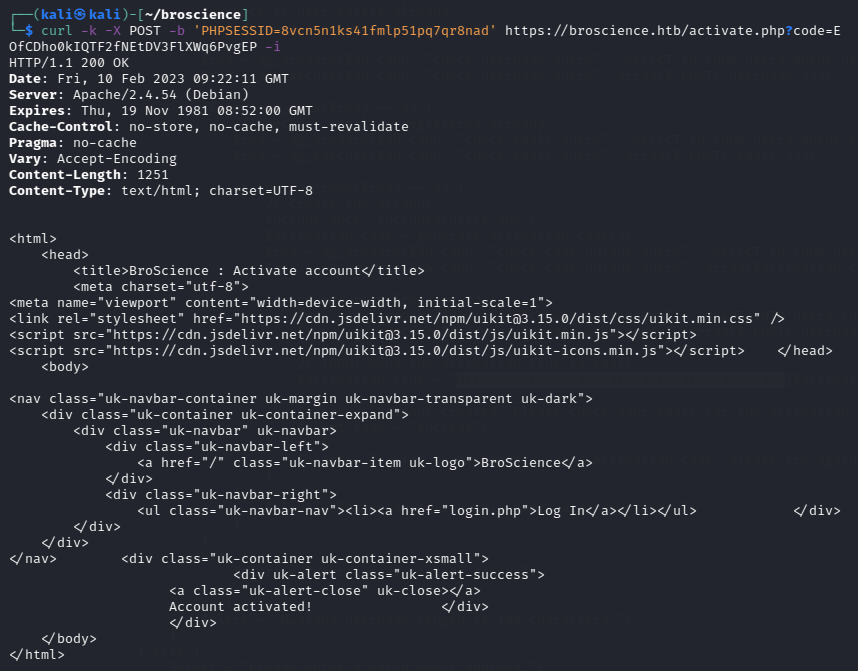 ┌──(kali㉿kali)-[~/broscience]
└─$ curl -k -X POST -b 'PHPSESSID=8vcn5n1ks41fmlp51pq7qr8nad' https://broscience.htb/activate.php?code=E
OfCDho0kIQTF2fNEtDV3FlXWq6PvgEP -i
HTTP/1.1 200 OK
Date: Fri, 10 Feb 2023 09:22:11 GMT
Server: Apache/2.4.54 (Debian)
Expires: Thu, 19 Nov 1981 08:52:00 GMT
Cache-Control: no-store, no-cache, must-revalidate
Pragma: no-cache
Vary: Accept-Encoding
Content-Length: 1251
Content-Type: text/html; charset=UTF-8
<html>
    <head>
        <title>BroScience : Activate account</title>
        <meta charset="utf-8">
<meta name="viewport" content="width=device-width, initial-scale=1">
<link rel="stylesheet" href="https://cdn.jsdelivr.net/npm/uikit@3.15.0/dist/css/uikit.min.css" />
<script src="https://cdn.jsdelivr.net/npm/uikit@3.15.0/dist/js/uikit.min.js"></script>
<script src="https://cdn.jsdelivr.net/npm/uikit@3.15.0/dist/js/uikit-icons.min.js"></script>    </head>
    <body>
<nav class="uk-navbar-container uk-margin uk-navbar-transparent uk-dark">
    <div class="uk-container uk-container-expand">
        <div class="uk-navbar" uk-navbar>
            <div class="uk-navbar-left">
                <a href="/" class="uk-navbar-item uk-logo">BroScience</a>
            </div>
            <div class="uk-navbar-right">
                <ul class="uk-navbar-nav"><li><a href="login.php">Log In</a></li></ul>            </div>
        </div>
    </div>
</nav>        <div class="uk-container uk-container-xsmall">
                            <div uk-alert class="uk-alert-success">
                    <a class="uk-alert-close" uk-close></a>
                    Account activated!                </div>
                    </div>
    </body>
</html>